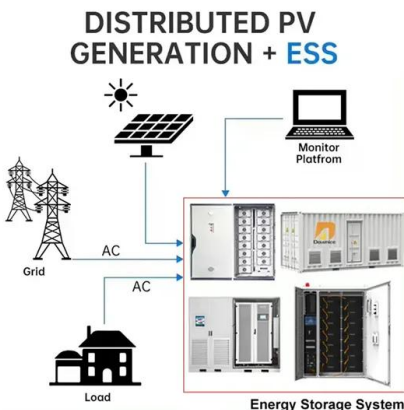 DISTRIBUTED PV
GENERATION + ESS
Monitor
Platfrom
AC
Grid
AC
Load
Energy Storage System